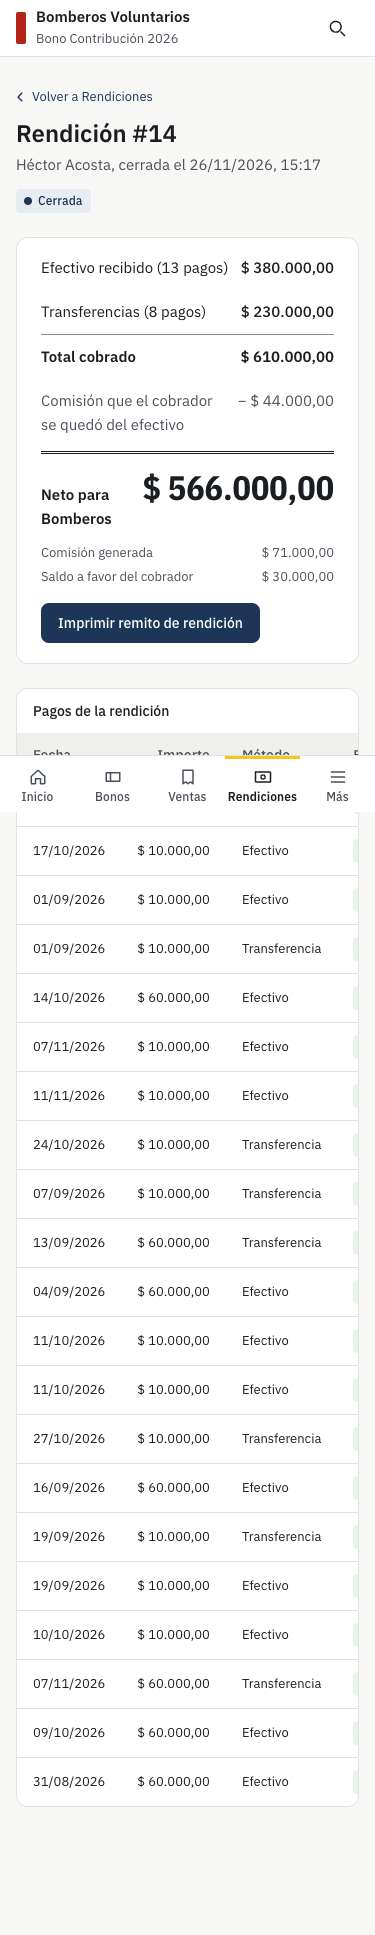 Bomberos Voluntarios
Bono Contribución 2026
Volver a Rendiciones
Rendición #14
Héctor Acosta, cerrada el 26/11/2026, 15:17
Cerrada
Efectivo recibido (13 pagos) $ 380.000,00
Transferencias (8 pagos) $ 230.000,00
Total cobrado $ 610.000,00
Comisión que el cobrador − $ 44.000,00
se quedó del efectivo
Neto para $ 566.000,00
Bomberos
Comisión generada $ 71.000,00
Saldo a favor del cobrador $ 30.000,00
Imprimir remito de rendición
Pagos de la rendición
Fecha Importe Método
Inicio Bonos Ventas Rendiciones Más
17/10/2026 $ 10.000,00 Efectivo
01/09/2026 $ 10.000,00 Efectivo
01/09/2026 $ 10.000,00 Transferencia
14/10/2026 $ 60.000,00 Efectivo
07/11/2026 $ 10.000,00 Efectivo
11/11/2026 $ 10.000,00 Efectivo
24/10/2026 $ 10.000,00 Transferencia
07/09/2026 $ 10.000,00 Transferencia
13/09/2026 $ 60.000,00 Transferencia
04/09/2026 $ 60.000,00 Efectivo
11/10/2026 $ 10.000,00 Efectivo
11/10/2026 $ 10.000,00 Efectivo
27/10/2026 $ 10.000,00 Transferencia
16/09/2026 $ 60.000,00 Efectivo
19/09/2026 $ 10.000,00 Transferencia
19/09/2026 $ 10.000,00 Efectivo
10/10/2026 $ 10.000,00 Efectivo
07/11/2026 $ 60.000,00 Transferencia
09/10/2026 $ 60.000,00 Efectivo
31/08/2026 $ 60.000,00 Efectivo